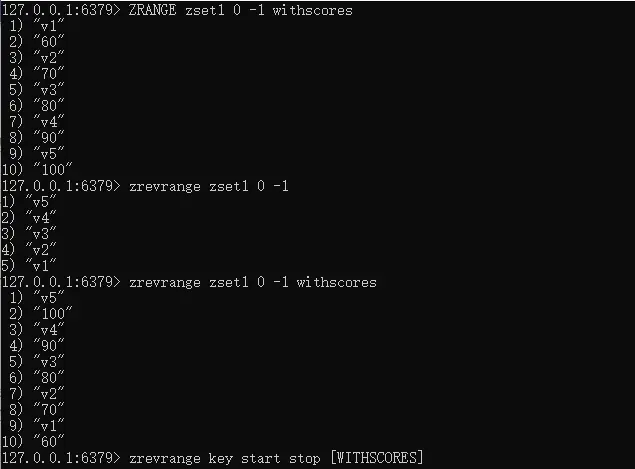 127.0.0.1:6379> ZRANGE zset1 0 -1 withscores
 1) "v1"
 2) "60"
 3) "v2"
 4) "70"
 5) "v3"
 6) "80"
 7) "v4"
 8) "90"
 9) "v5"
10) "100"
127.0.0.1:6379> zrevrange zset1 0 -1
1) "v5"
2) "v4"
3) "v3"
4) "v2"
5) "v1"
127.0.0.1:6379> zrevrange zset1 0 -1 withscores
 1) "v5"
 2) "100"
 3) "v4"
 4) "90"
 5) "v3"
 6) "80"
 7) "v2"
 8) "70"
 9) "v1"
10) "60"
127.0.0.1:6379> zrevrange key start stop [WITHSCORES]